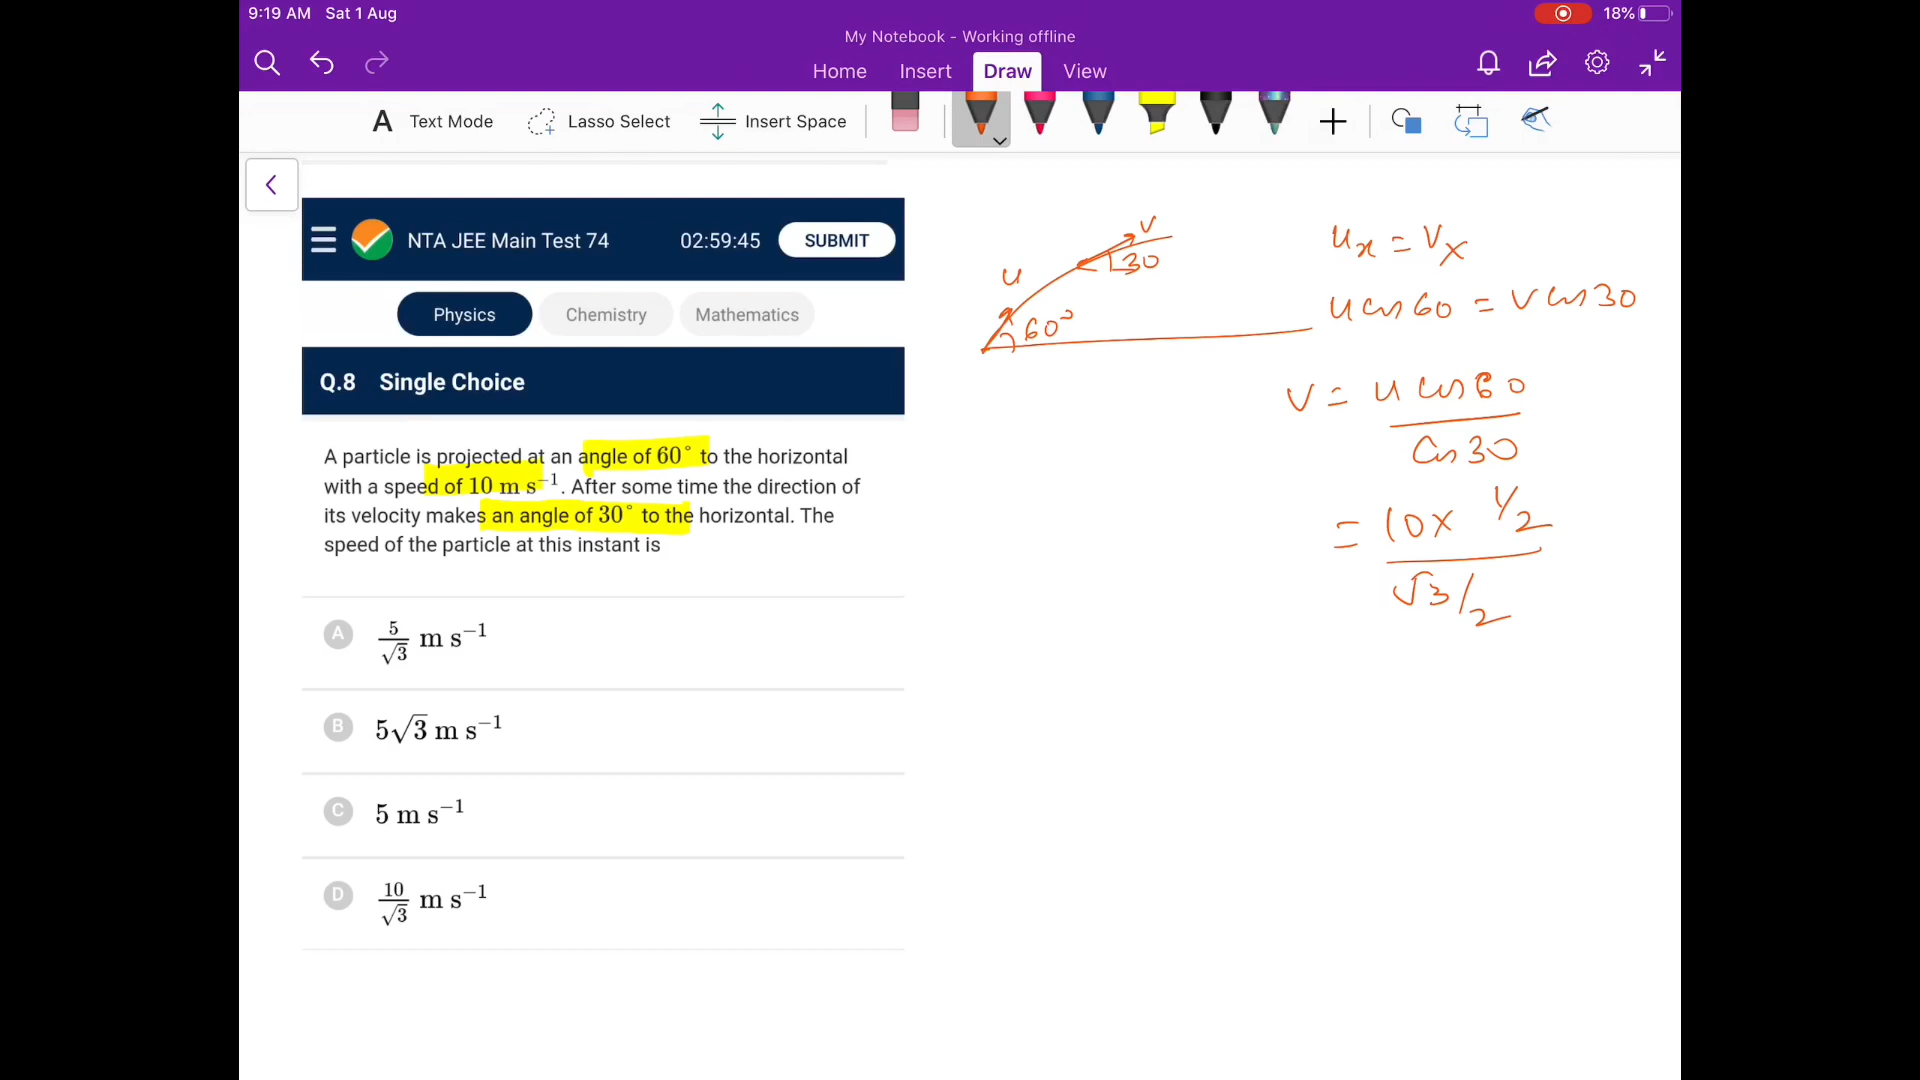 9:19 AM Sat 1 Aug
18%
My Notebook - Working offline
Home Insert Draw View
A Text Mode Lasso Select Insert Space
NTA JEE Main Test 74 02:59:45 SUBMIT
Physics Chemistry Mathematics
Q.8 Single Choice
A particle is projected at an angle of 60° to the horizontal
with a speed of 10 m s⁻¹. After some time the direction of
its velocity makes an angle of 30° to the horizontal. The
speed of the particle at this instant is
A 5/√3 m s⁻¹
B 5√3 m s⁻¹
C 5 m s⁻¹
D 10/√3 m s⁻¹
v
30
u
60°
uₓ = vₓ
u cos 60 = v cos 30
v = u cos 60
cos 30
= 10 x 1/2
√3/2